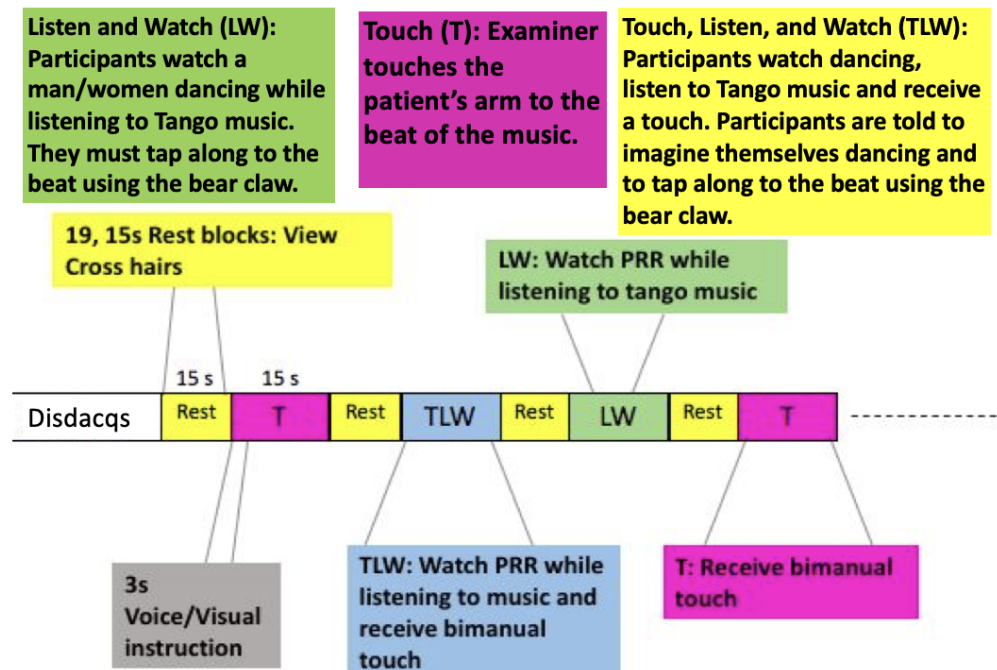 Listen and Watch (LW):
Participants watch a
man/women dancing while
listening to Tango music.
They must tap along to the
beat using the bear claw.
Touch (T): Examiner
touches the
patient's arm to the
beat of the music.
Touch, Listen, and Watch (TLW):
Participants watch dancing,
listen to Tango music and receive
a touch. Participants are told to
imagine themselves dancing and
to tap along to the beat using the
bear claw.
19, 15s Rest blocks: View
Cross hairs
LW: Watch PRR while
listening to tango music
15 s
15 s
Disdacqs
Rest
T
Rest
TLW
Rest
LW
Rest
T
3s
Voice/Visual
instruction
TLW: Watch PRR while
listening to music and
receive bimanual
touch
T: Receive bimanual
touch